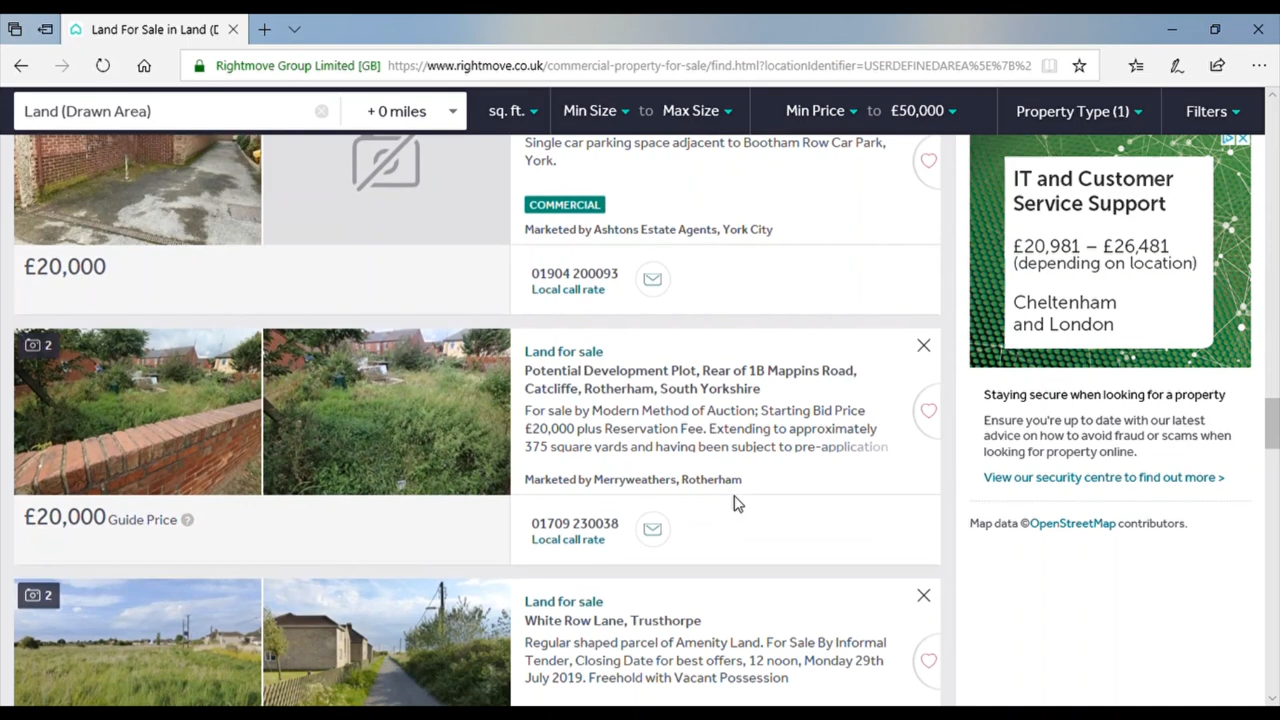 Land For Sale in Land (D
Rightmove Group Limited [GB] https://www.rightmove.co.uk/commercial-property-for-sale/find.html?locationIdentifier=USERDEFINEDAREA%5E%7B%2
Land (Drawn Area)
+ 0 miles
sq. ft.
Min Size to Max Size
Min Price to £50,000
Property Type (1)
Filters
Single car parking space adjacent to Bootham Row Car Park,
York.
COMMERCIAL
Marketed by Ashtons Estate Agents, York City
£20,000
01904 200093
Local call rate
2
Land for sale
Potential Development Plot, Rear of 1B Mappins Road,
Catcliffe, Rotherham, South Yorkshire
For sale by Modern Method of Auction; Starting Bid Price
£20,000 plus Reservation Fee. Extending to approximately
375 square yards and having been subject to pre-application
Marketed by Merryweathers, Rotherham
£20,000 Guide Price ?
01709 230038
Local call rate
2
Land for sale
White Row Lane, Trusthorpe
Regular shaped parcel of Amenity Land. For Sale By Informal
Tender, Closing Date for best offers, 12 noon, Monday 29th
July 2019. Freehold with Vacant Possession
IT and Customer
Service Support
£20,981 – £26,481
(depending on location)
Cheltenham
and London
Staying secure when looking for a property
Ensure you're up to date with our latest
advice on how to avoid fraud or scams when
looking for property online.
View our security centre to find out more >
Map data ©OpenStreetMap contributors.